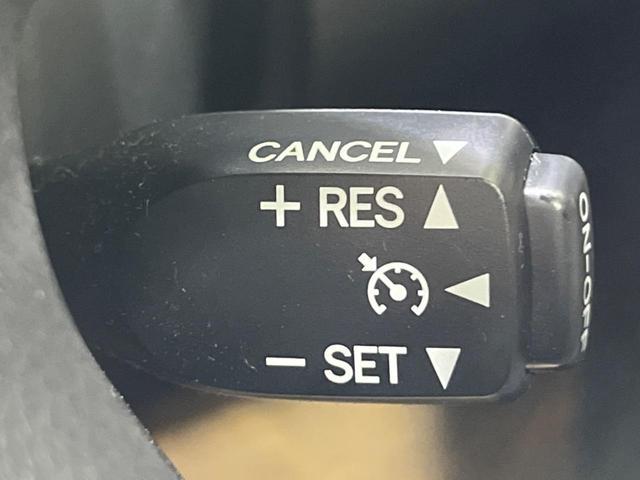 CANCEL ▼
+ RES ▲
◀
− SET ▼
ON-OFF